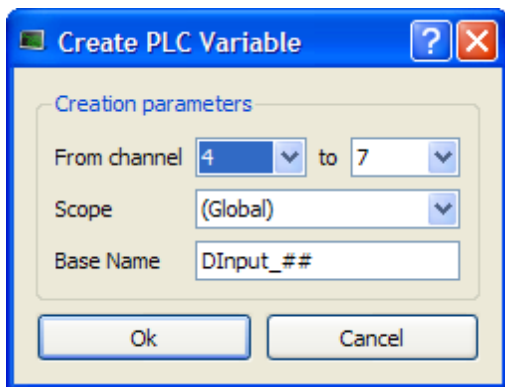 Create PLC Variable ?
Creation parameters
From channel 4 to 7
Scope (Global)
Base Name DInput_##
Ok Cancel